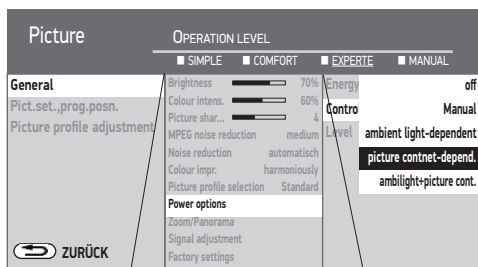 Picture
OPERATION LEVEL
SIMPLE COMFORT EXPERTE MANUAL
General
Pict.set.,prog.posn.
Picture profile adjustment
ZURÜCK
Brightness 70%
Colour intens. 60%
Picture shar... 4
MPEG noise reduction medium
Noise reduction automatisch
Colour impr. harmoniously
Picture profile selection Standard
Power options
Zoom/Panorama
Signal adjustment
Factory settings
Energy
Contro
Level
off
Manual
ambient light-dependent
picture contnet-depend.
ambilight+picture cont.